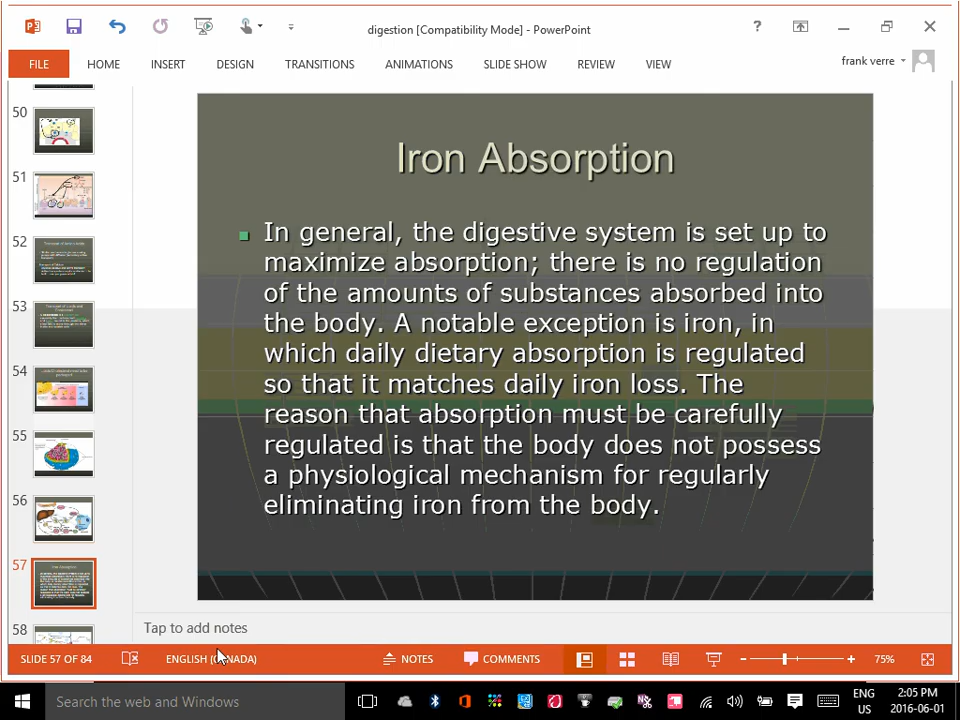 digestion [Compatibility Mode] - PowerPoint
FILE HOME INSERT DESIGN TRANSITIONS ANIMATIONS SLIDE SHOW REVIEW VIEW frank verre
50
51
52
53
54
55
56
57
58
Iron Absorption
In general, the digestive system is set up to
maximize absorption; there is no regulation
of the amounts of substances absorbed into
the body. A notable exception is iron, in
which daily dietary absorption is regulated
so that it matches daily iron loss. The
reason that absorption must be carefully
regulated is that the body does not possess
a physiological mechanism for regularly
eliminating iron from the body.
Tap to add notes
SLIDE 57 OF 84 ENGLISH (CANADA) NOTES COMMENTS 75%
Search the web and Windows
ENG
US
2:05 PM
2016-06-01